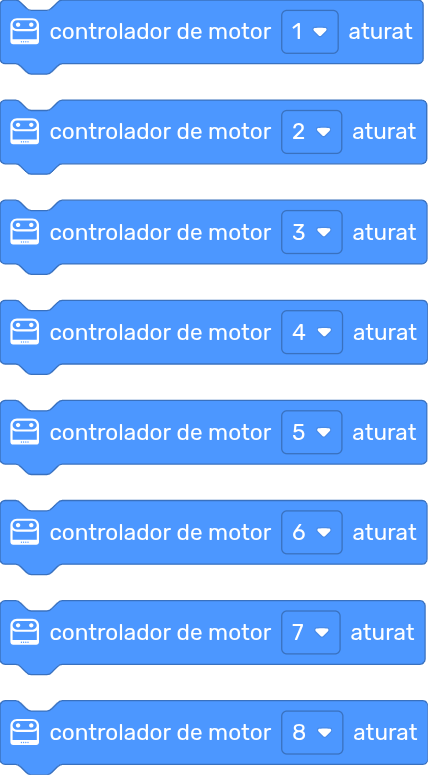 controlador de motor 1 aturat
controlador de motor 2 aturat
controlador de motor 3 aturat
controlador de motor 4 aturat
controlador de motor 5 aturat
controlador de motor 6 aturat
controlador de motor 7 aturat
controlador de motor 8 aturat